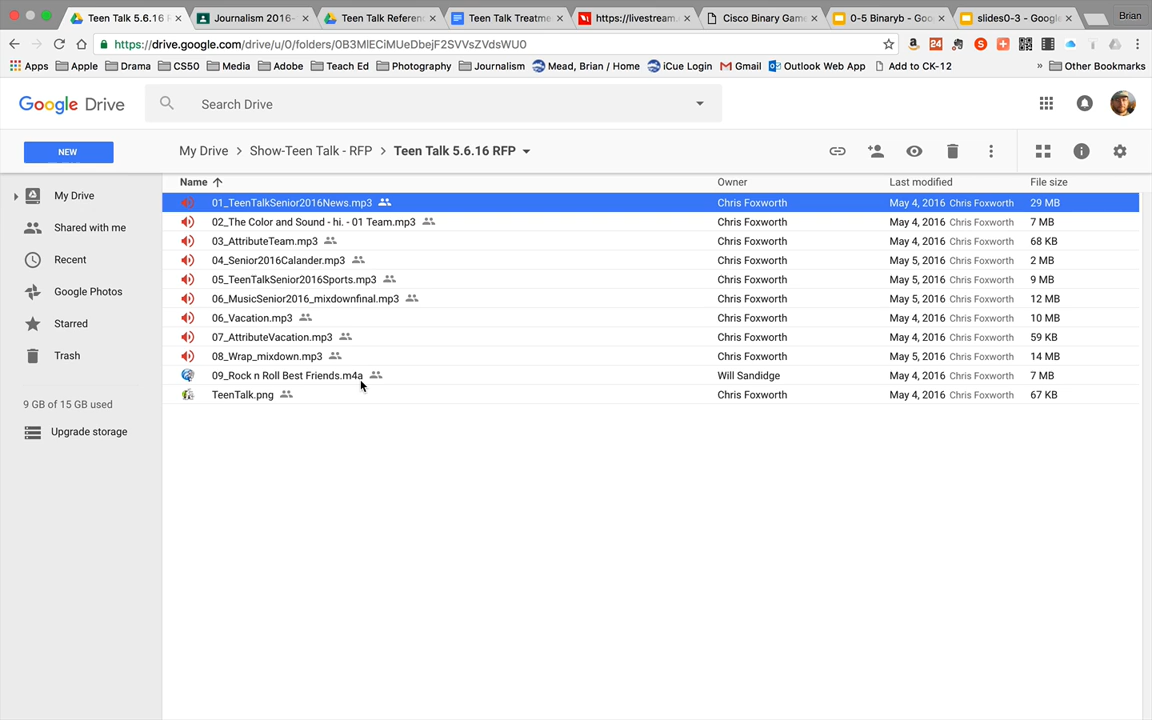 Teen Talk 5.6.16 R
Journalism 2016-
Teen Talk Referen
Teen Talk Treatme
https://livestream.
Cisco Binary Game
0-5 Binaryb - Goo
slides0-3 - Google
Brian
https://drive.google.com/drive/u/0/folders/0B3MlECiMUeDbejF2SVVsZVdsWU0
Apps
Apple
Drama
CS50
Media
Adobe
Teach Ed
Photography
Journalism
Mead, Brian / Home
iCue Login
Gmail
Outlook Web App
Add to CK-12
»
Other Bookmarks
Google Drive
Search Drive
NEW
My Drive > Show-Teen Talk - RFP > Teen Talk 5.6.16 RFP
My Drive
Shared with me
Recent
Google Photos
Starred
Trash
9 GB of 15 GB used
Upgrade storage
Name Owner Last modified File size
01_TeenTalkSenior2016News.mp3 Chris Foxworth May 4, 2016 Chris Foxworth 29 MB
02_The Color and Sound - hi. - 01 Team.mp3 Chris Foxworth May 4, 2016 Chris Foxworth 7 MB
03_AttributeTeam.mp3 Chris Foxworth May 4, 2016 Chris Foxworth 68 KB
04_Senior2016Calander.mp3 Chris Foxworth May 5, 2016 Chris Foxworth 2 MB
05_TeenTalkSenior2016Sports.mp3 Chris Foxworth May 5, 2016 Chris Foxworth 9 MB
06_MusicSenior2016_mixdownfinal.mp3 Chris Foxworth May 5, 2016 Chris Foxworth 12 MB
06_Vacation.mp3 Chris Foxworth May 4, 2016 Chris Foxworth 10 MB
07_AttributeVacation.mp3 Chris Foxworth May 4, 2016 Chris Foxworth 59 KB
08_Wrap_mixdown.mp3 Chris Foxworth May 5, 2016 Chris Foxworth 14 MB
09_Rock n Roll Best Friends.m4a Will Sandidge May 4, 2016 Chris Foxworth 7 MB
TeenTalk.png Chris Foxworth May 4, 2016 Chris Foxworth 67 KB